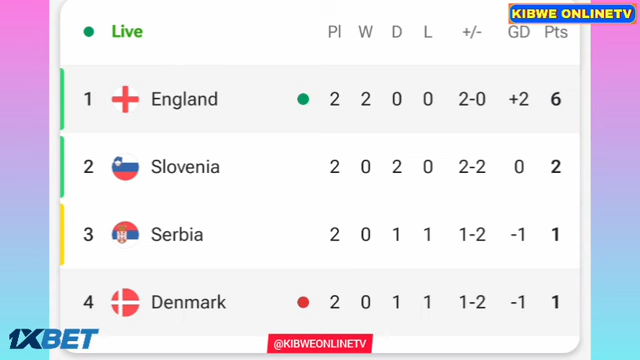 KIBWE ONLINETV
Live Pl W D L +/- GD Pts
1 England 2 2 0 0 2-0 +2 6
2 Slovenia 2 0 2 0 2-2 0 2
3 Serbia 2 0 1 1 1-2 -1 1
4 Denmark 2 0 1 1 1-2 -1 1
1XBET
@KIBWEONLINETV